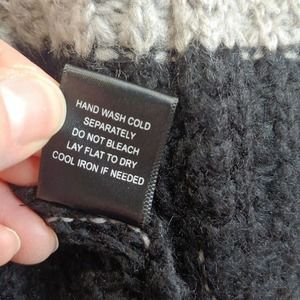 HAND WASH COLD
SEPARATELY
DO NOT BLEACH
LAY FLAT TO DRY
COOL IRON IF NEEDED